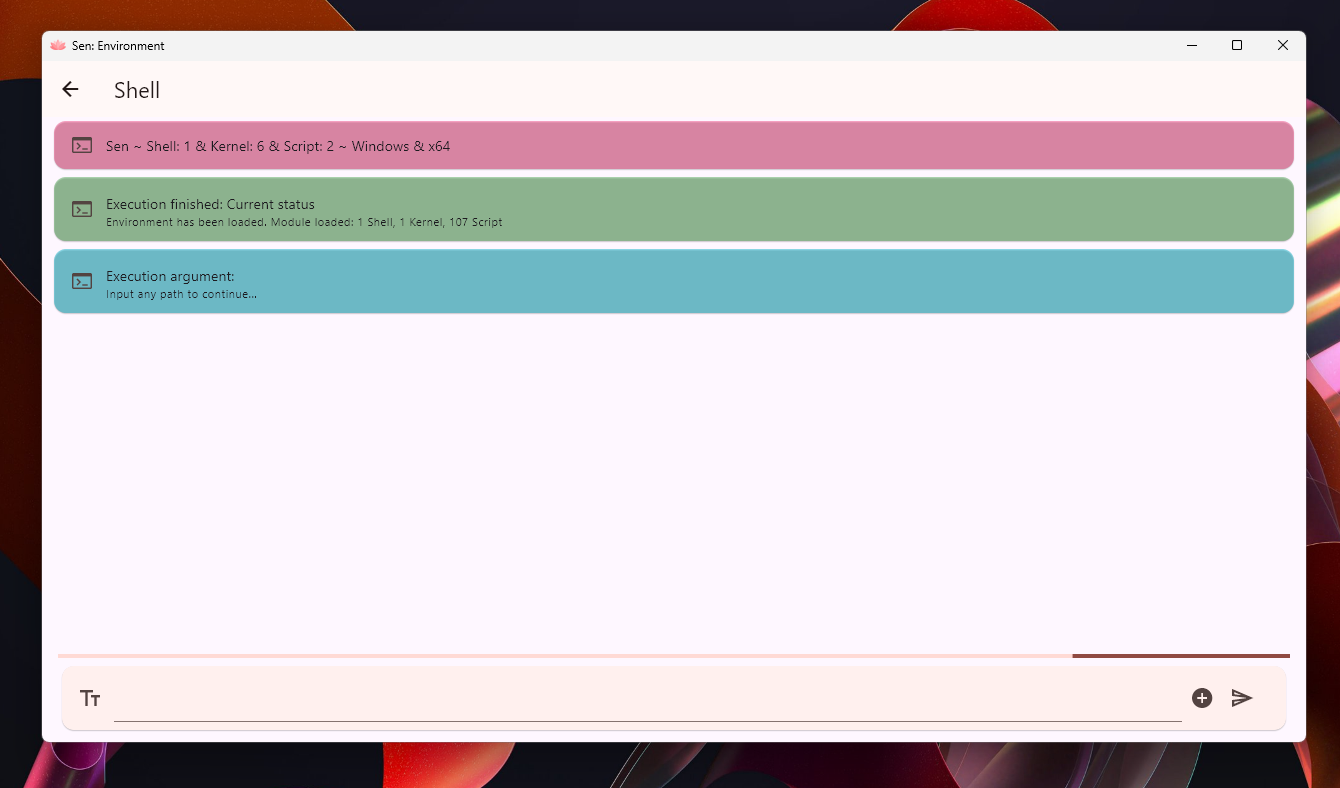 Sen: Environment
Shell
Sen ~ Shell: 1 & Kernel: 6 & Script: 2 ~ Windows & x64
Execution finished: Current status
Environment has been loaded. Module loaded: 1 Shell, 1 Kernel, 107 Script
Execution argument:
Input any path to continue...